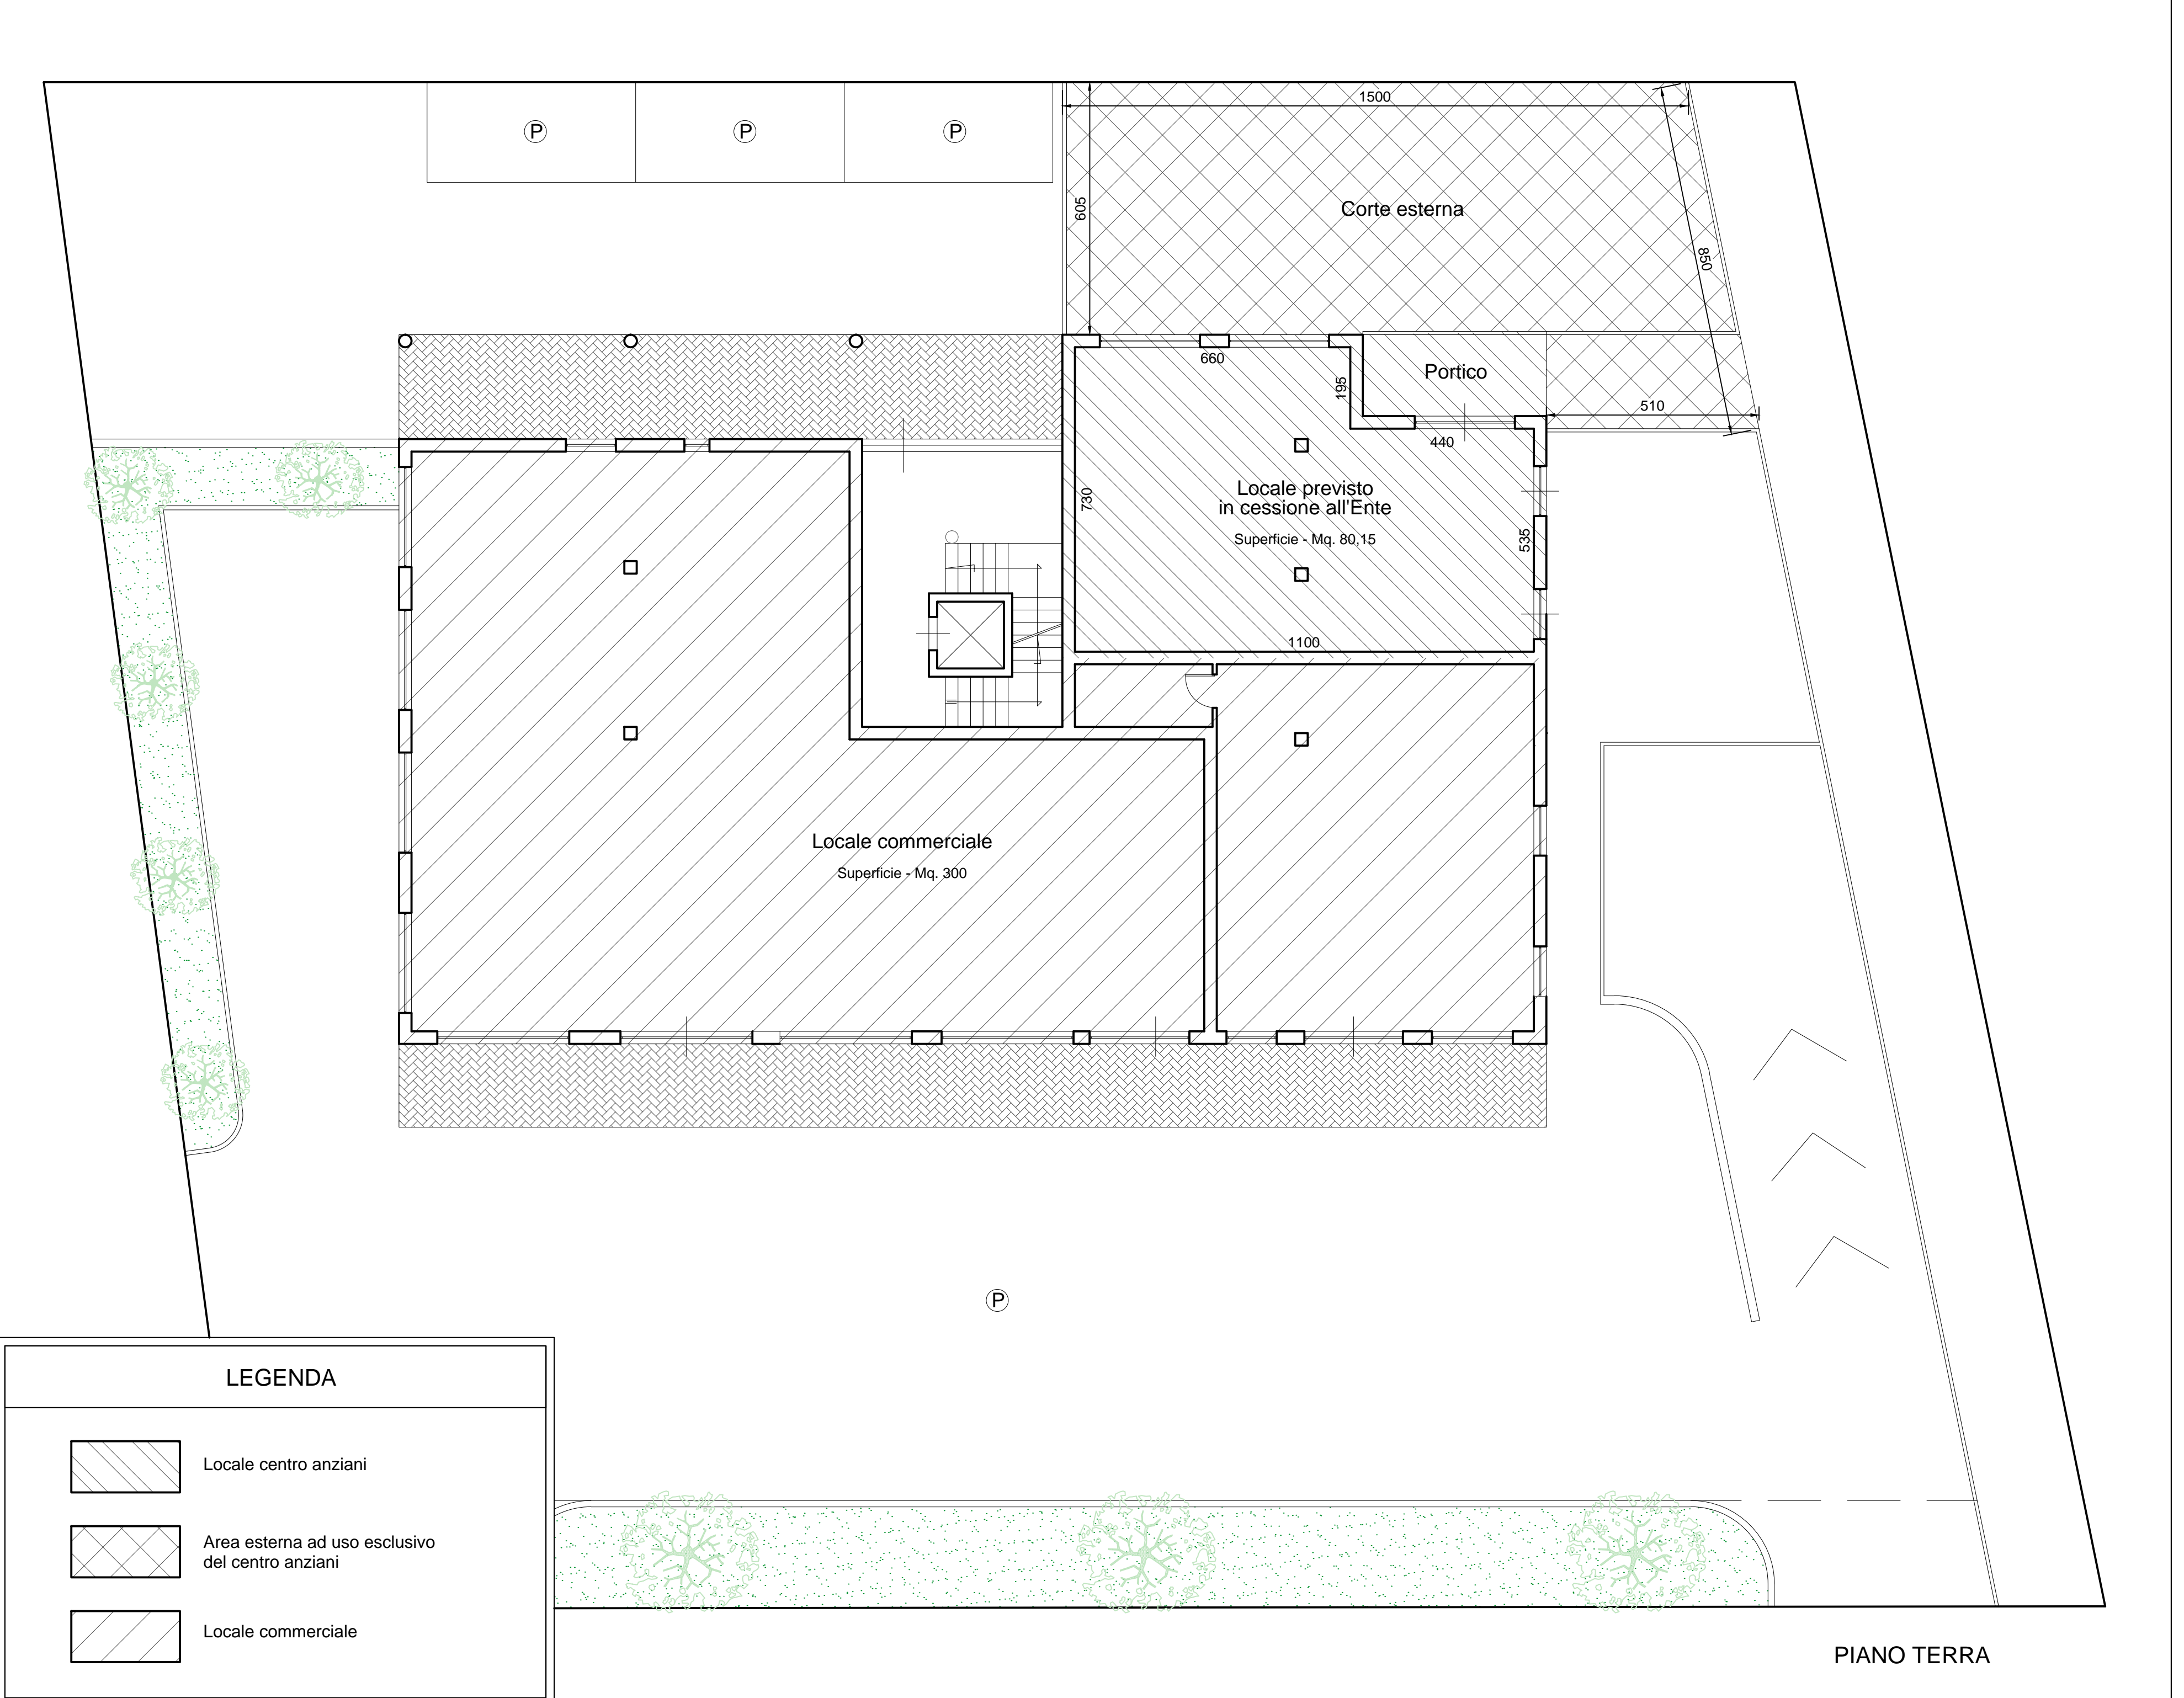 1500
P
P
P
605
Corte esterna
850
660
195
Portico
510
440
730
Locale previsto
in cessione all'Ente
Superficie - Mq. 80,15
535
1100
Locale commerciale
Superficie - Mq. 300
P
LEGENDA
Locale centro anziani
Area esterna ad uso esclusivo
del centro anziani
Locale commerciale
PIANO TERRA